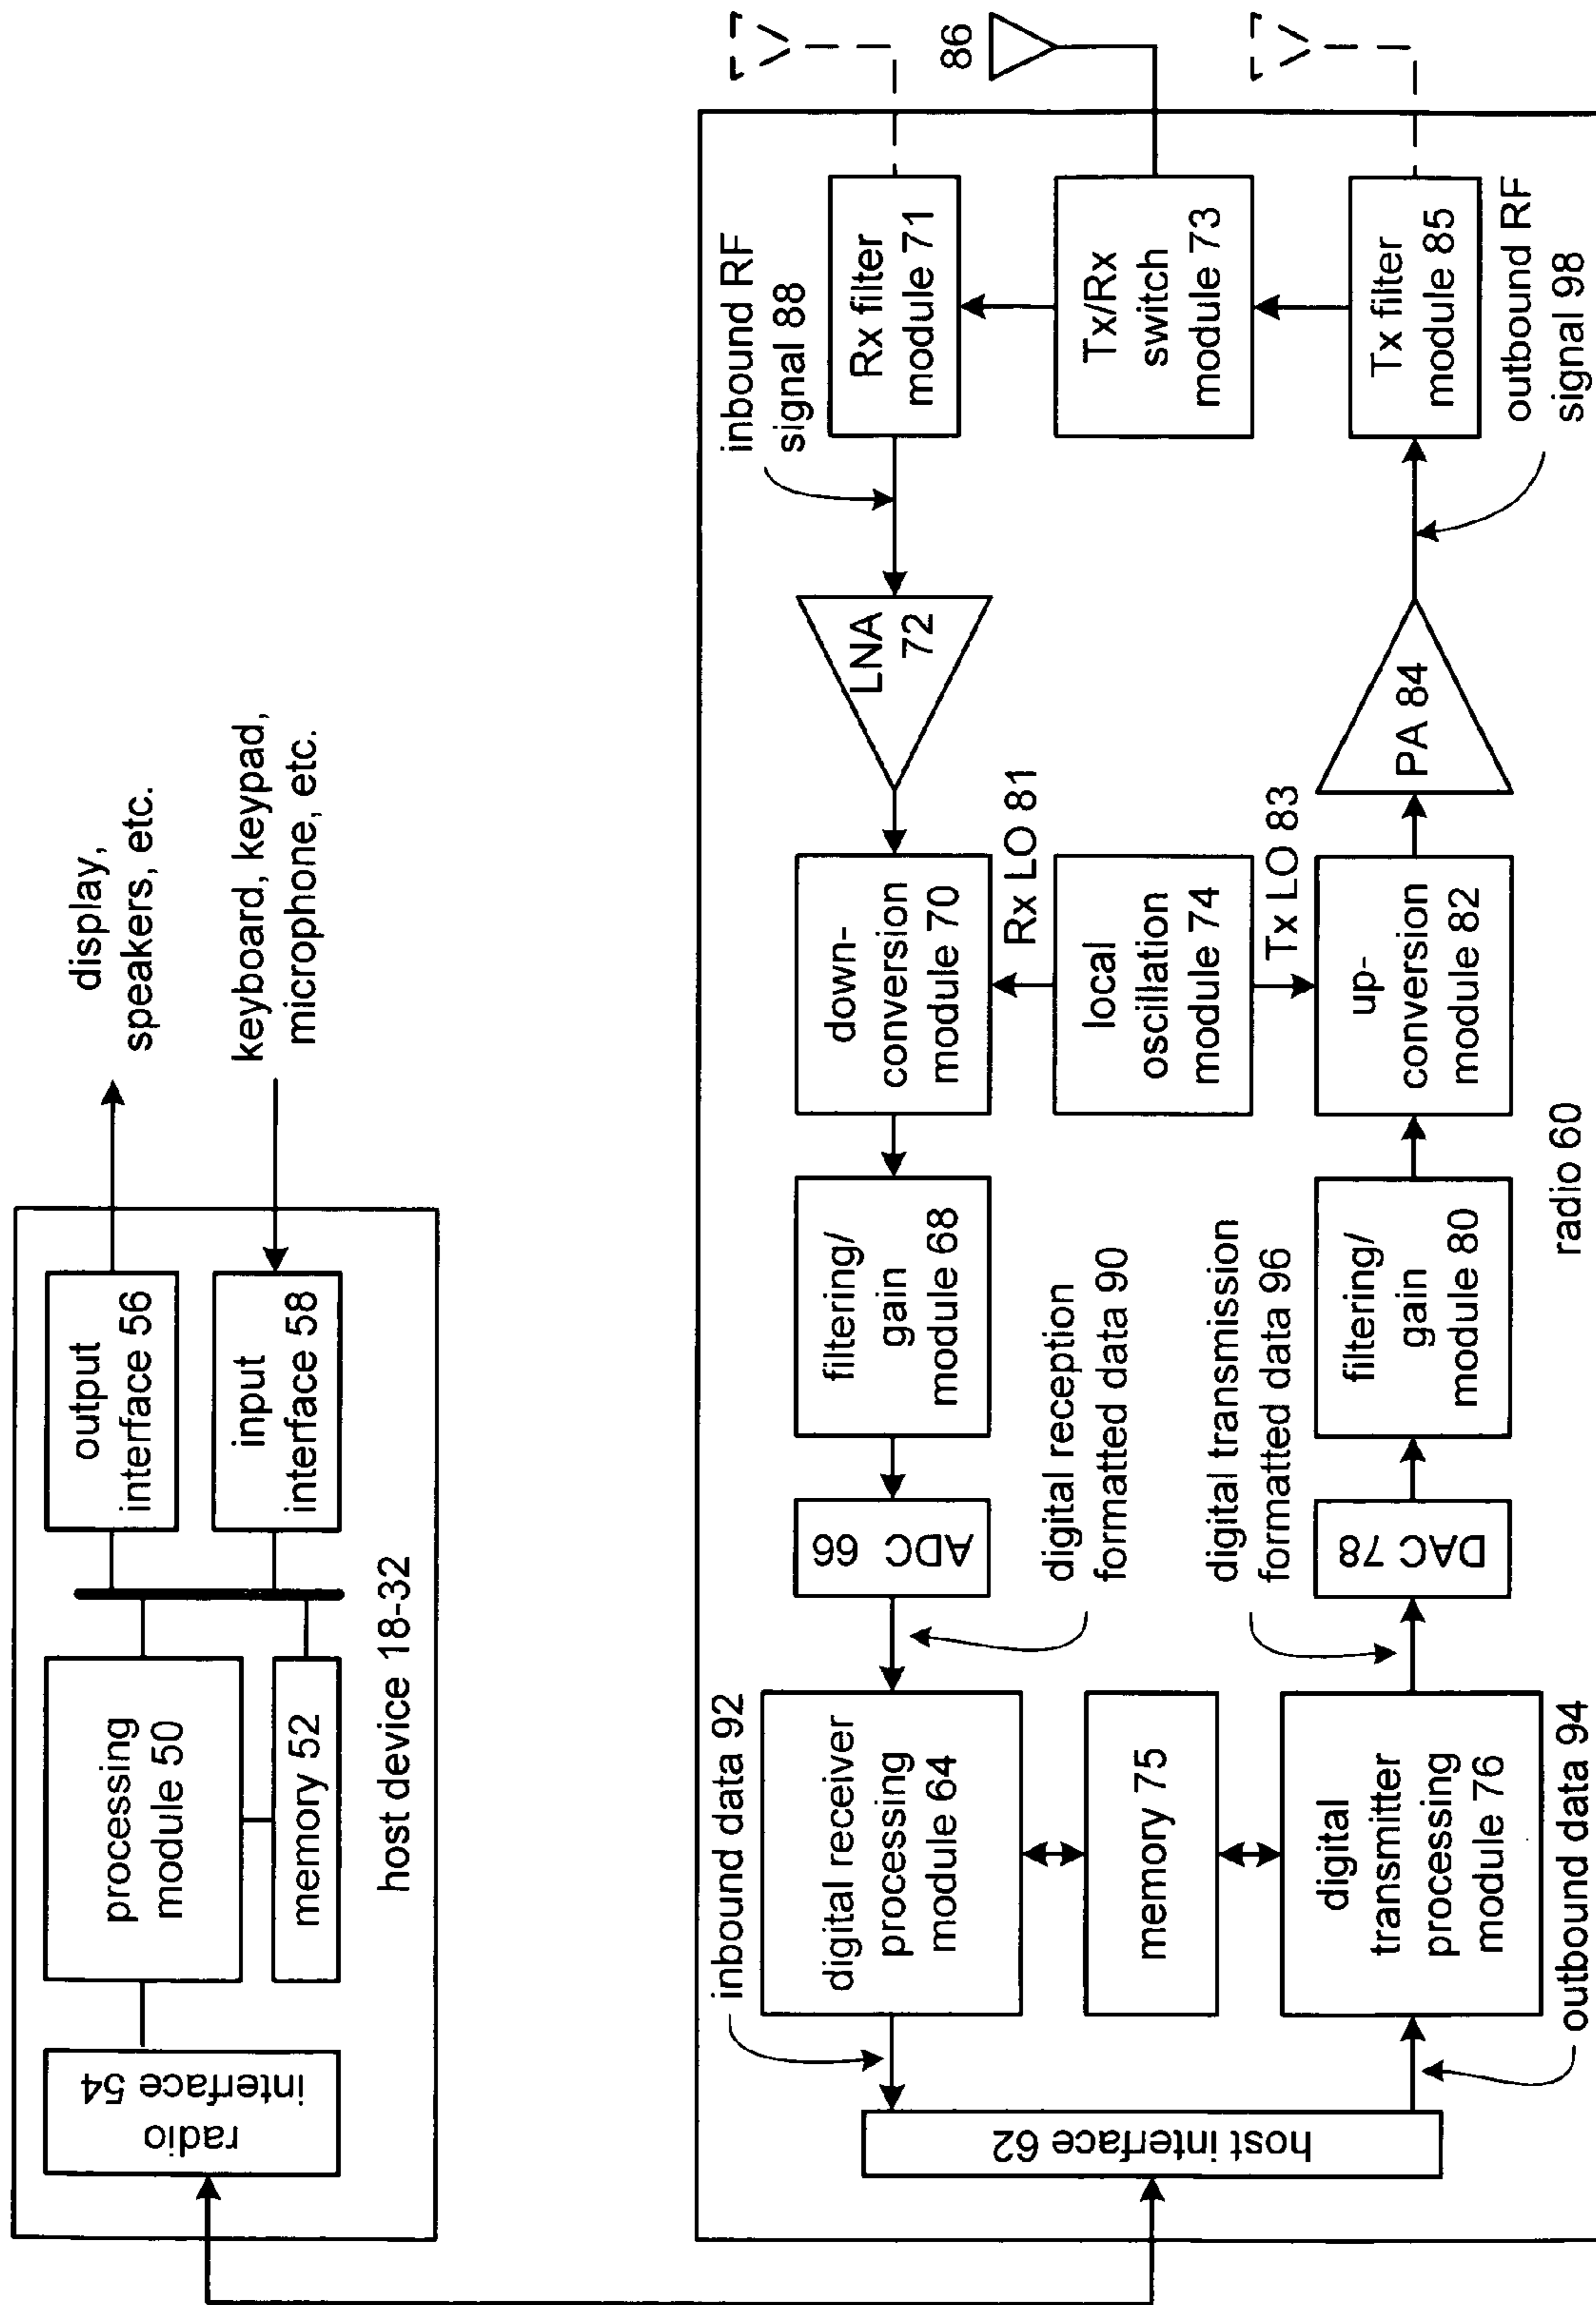 display,
speakers, etc.
keyboard, keypad,
microphone, etc.
output
interface 56
input
interface 58
processing
module 50
memory 52
radio
interface 54
host device 18-32
86
inbound RF
signal 88
Rx filter
module 71
Tx/Rx
switch
module 73
Tx filter
module 85
outbound RF
signal 98
LNA
72
PA 84
down-
conversion
module 70
Rx LO 81
local
oscillation
module 74
Tx LO 83
up-
conversion
module 82
filtering/
gain
module 68
filtering/
gain
module 80
radio 60
ADC 66
digital reception
formatted data 90
digital transmission
formatted data 96
DAC 78
inbound data 92
digital receiver
processing
module 64
memory 75
digital
transmitter
processing
module 76
outbound data 94
host interface 62